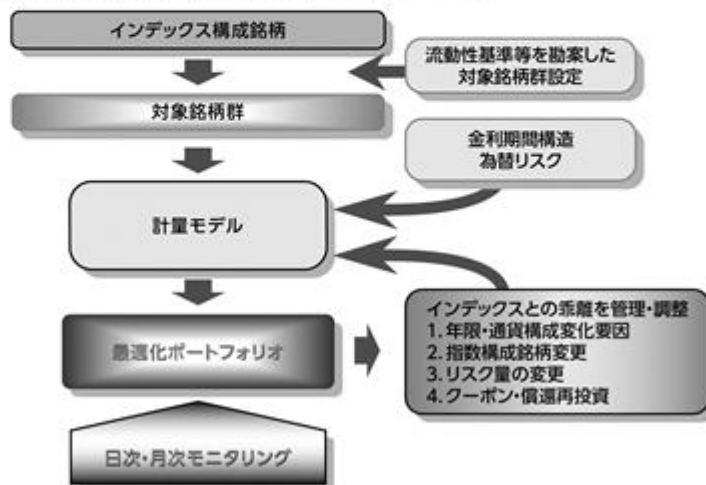 インデックス構成銘柄
流動性基準等を勘案した
対象銘柄群設定
対象銘柄群
金利期間構造
為替リスク
計量モデル
最適化ポートフォリオ
インデックスとの乖離を管理・調整
1.年限・通貨構成変化要因
2.指数構成銘柄変更
3.リスク量の変更
4.クーポン・償還再投資
日次・月次モニタリング